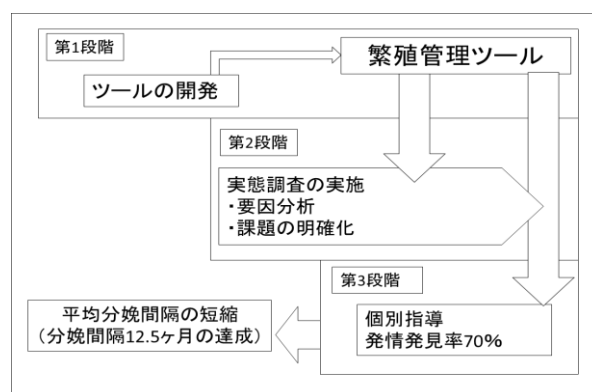 第1段階
繁殖管理ツール
ツールの開発
第2段階
実態調査の実施
・要因分析
・課題の明確化
第3段階
平均分娩間隔の短縮
(分娩間隔12.5ヶ月の達成)
個別指導
発情発見率70%